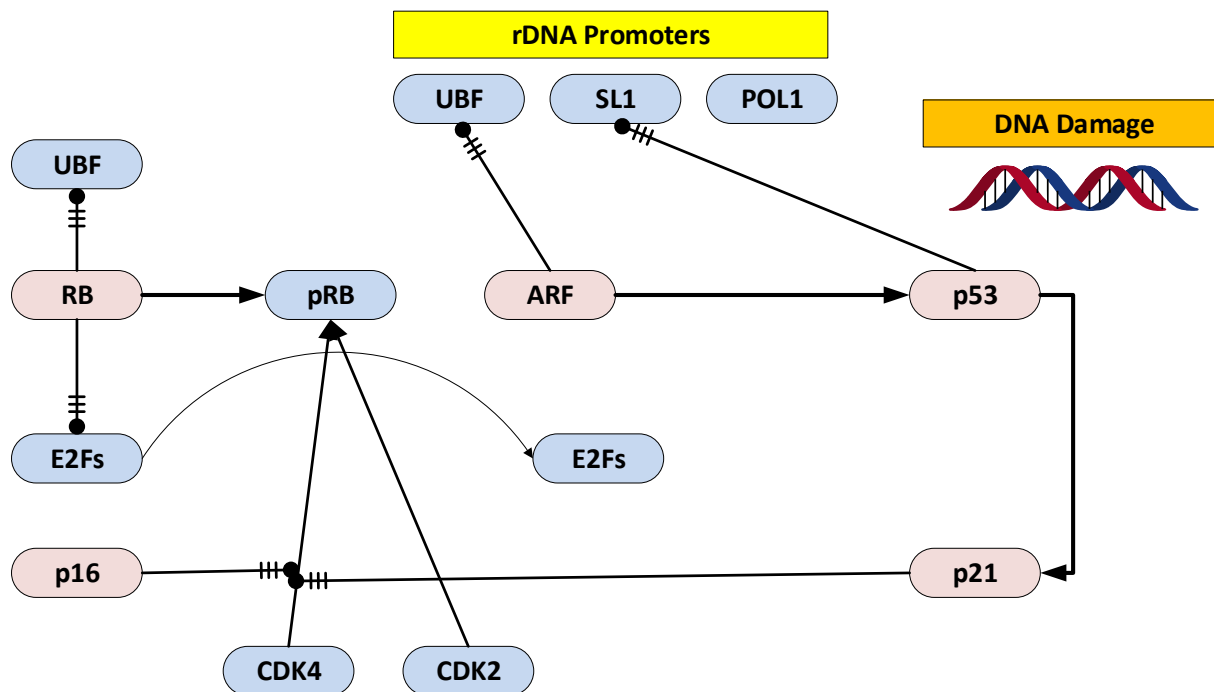 rDNA Promoters
UBF
SL1
POL1
DNA Damage
UBF
RB
pRB
ARF
p53
E2Fs
E2Fs
p16
p21
CDK4
CDK2